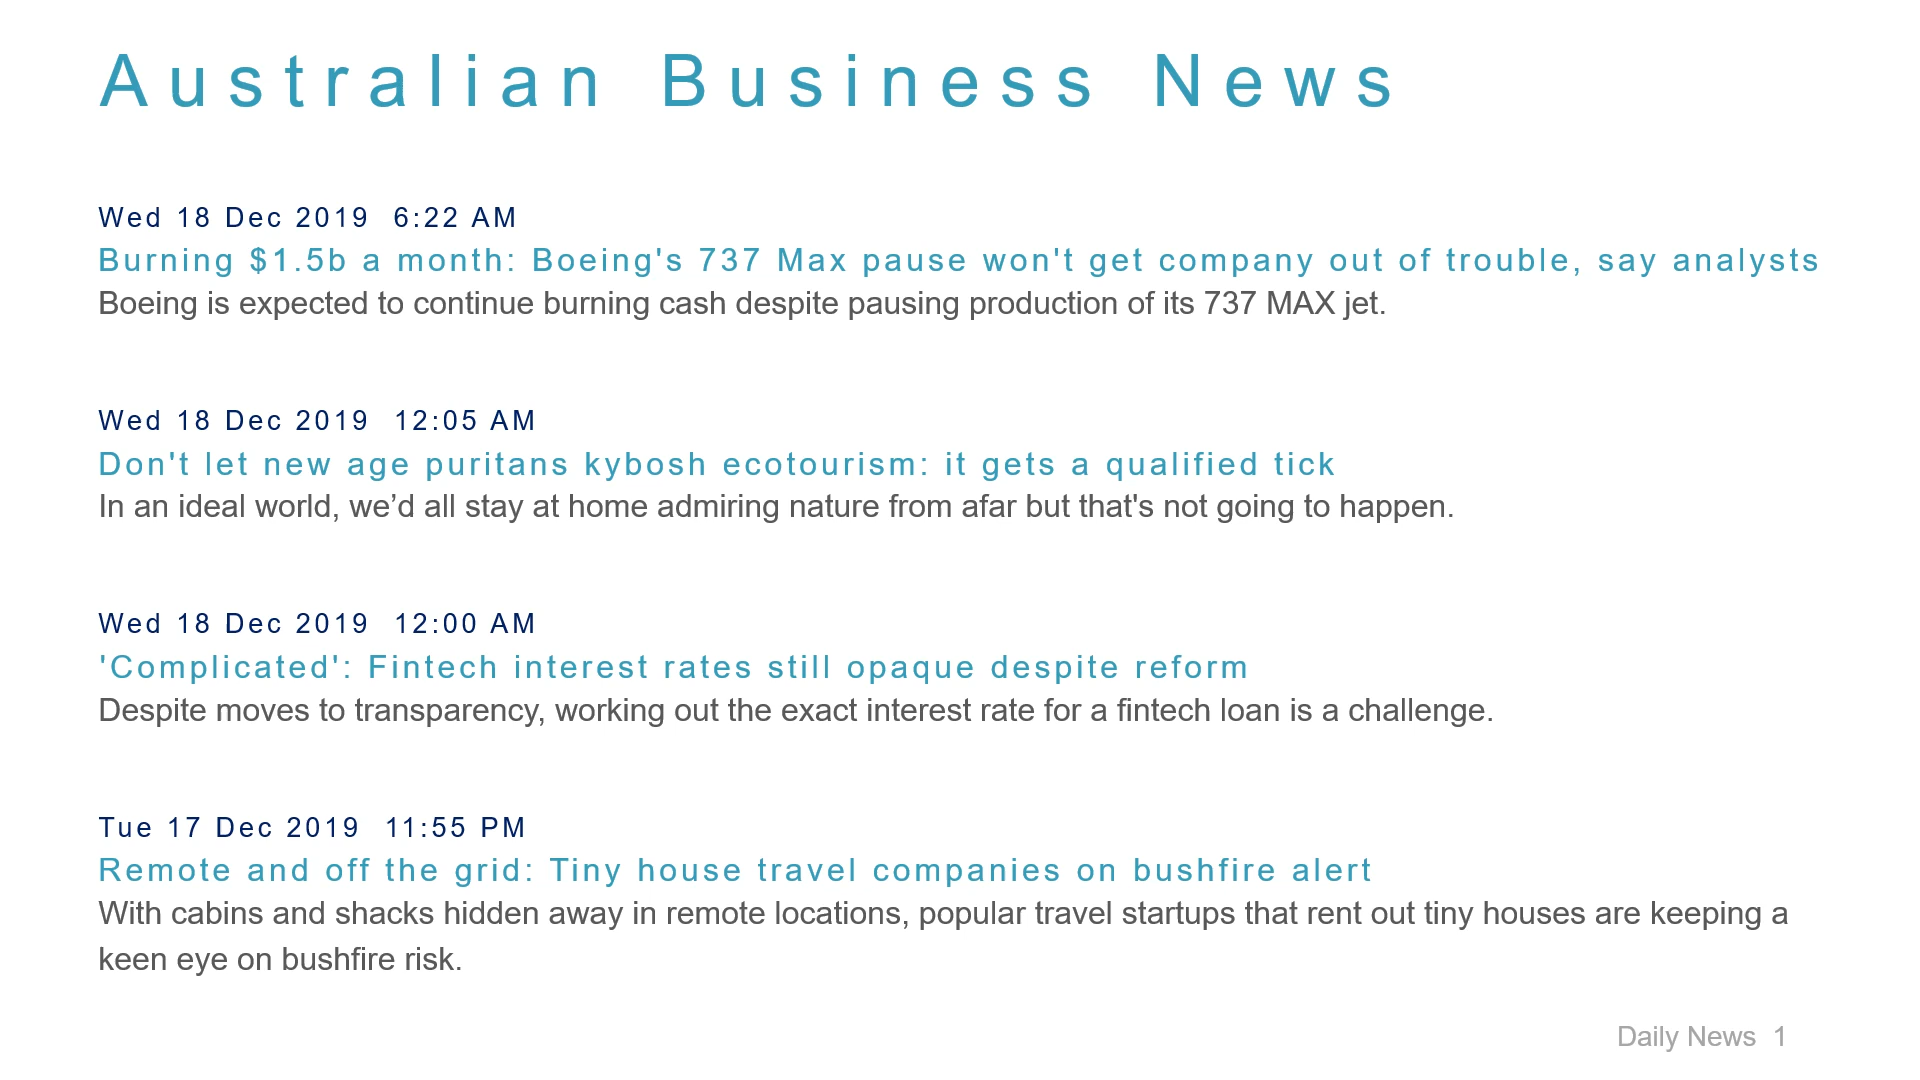 Australian Business News
Wed 18 Dec 2019  6:22 AM
Burning $1.5b a month: Boeing's 737 Max pause won't get company out of trouble, say analysts
Boeing is expected to continue burning cash despite pausing production of its 737 MAX jet.
Wed 18 Dec 2019  12:05 AM
Don't let new age puritans kybosh ecotourism: it gets a qualified tick
In an ideal world, we’d all stay at home admiring nature from afar but that's not going to happen.
Wed 18 Dec 2019  12:00 AM
'Complicated': Fintech interest rates still opaque despite reform
Despite moves to transparency, working out the exact interest rate for a fintech loan is a challenge.
Tue 17 Dec 2019  11:55 PM
Remote and off the grid: Tiny house travel companies on bushfire alert
With cabins and shacks hidden away in remote locations, popular travel startups that rent out tiny houses are keeping a
keen eye on bushfire risk.
Daily News  1